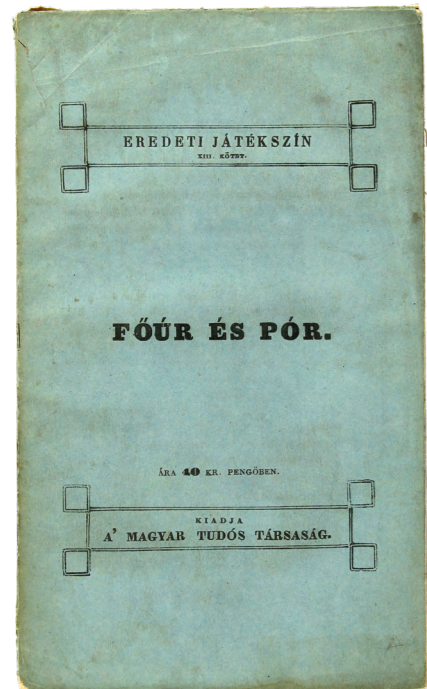 EREDETI JÁTÉKSZÍN
XIII. KÖTET.
FŐÚR ÉS PÓR.
ÁRA 40 KR. PENGŐBEN.
KIADJA
A' MAGYAR TUDÓS TÁRSASÁG.